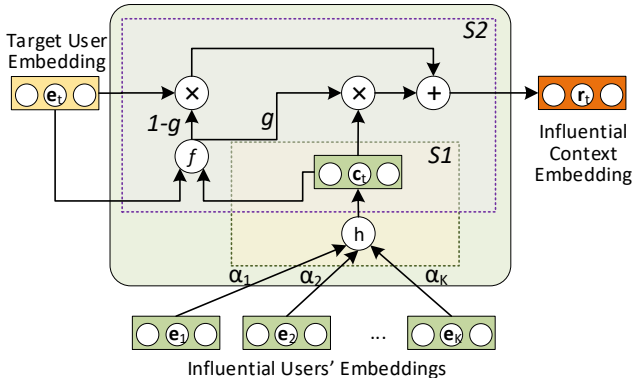 S2
Target User
Embedding
e_t
×
×
+
r_t
1-g
g
Influential
Context
Embedding
f
S1
c_t
h
α_1
α_2
α_K
e_1
e_2
...
e_K
Influential Users' Embeddings